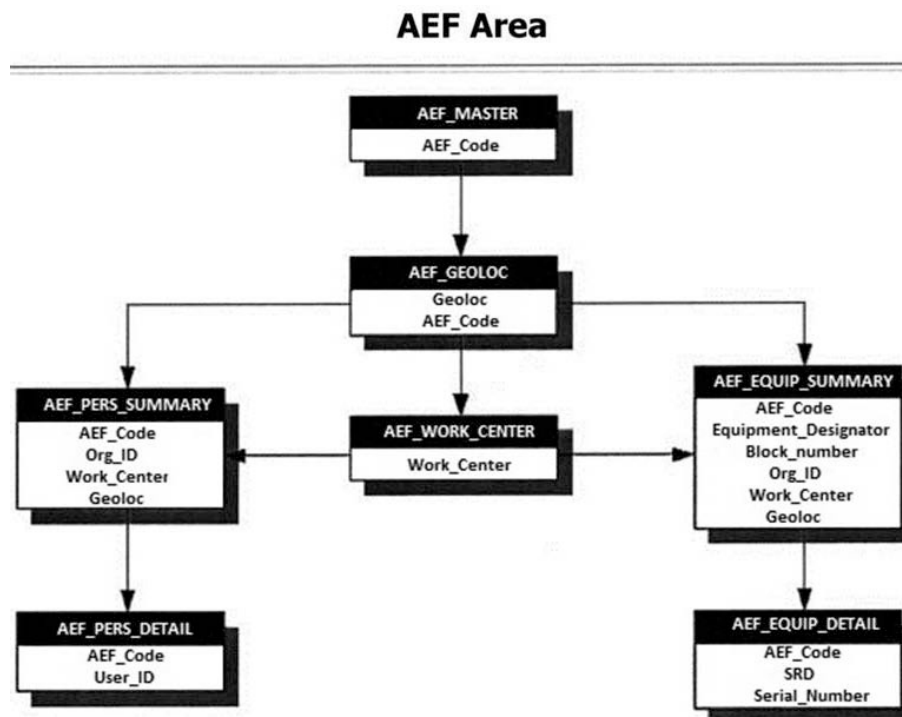 AEF Area
AEF_MASTER
AEF_Code
AEF_GEOLOC
Geoloc
AEF_Code
AEF_PERS_SUMMARY
AEF_Code
Org_ID
Work_Center
Geoloc
AEF_WORK_CENTER
Work_Center
AEF_EQUIP_SUMMARY
AEF_Code
Equipment_Designator
Block_number
Org_ID
Work_Center
Geoloc
AEF_PERS_DETAIL
AEF_Code
User_ID
AEF_EQUIP_DETAIL
AEF_Code
SRD
Serial_Number